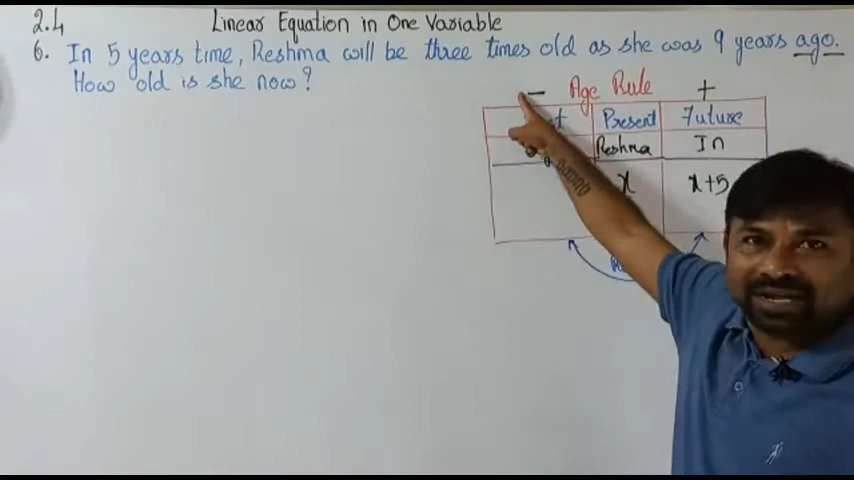 2.4 Linear Equation in One Variable
6. In 5 years time, Reshma will be three times old as she was 9 years ago.
How old is she now?
- Age Rule +
Present Future
Reshma In
x x+5